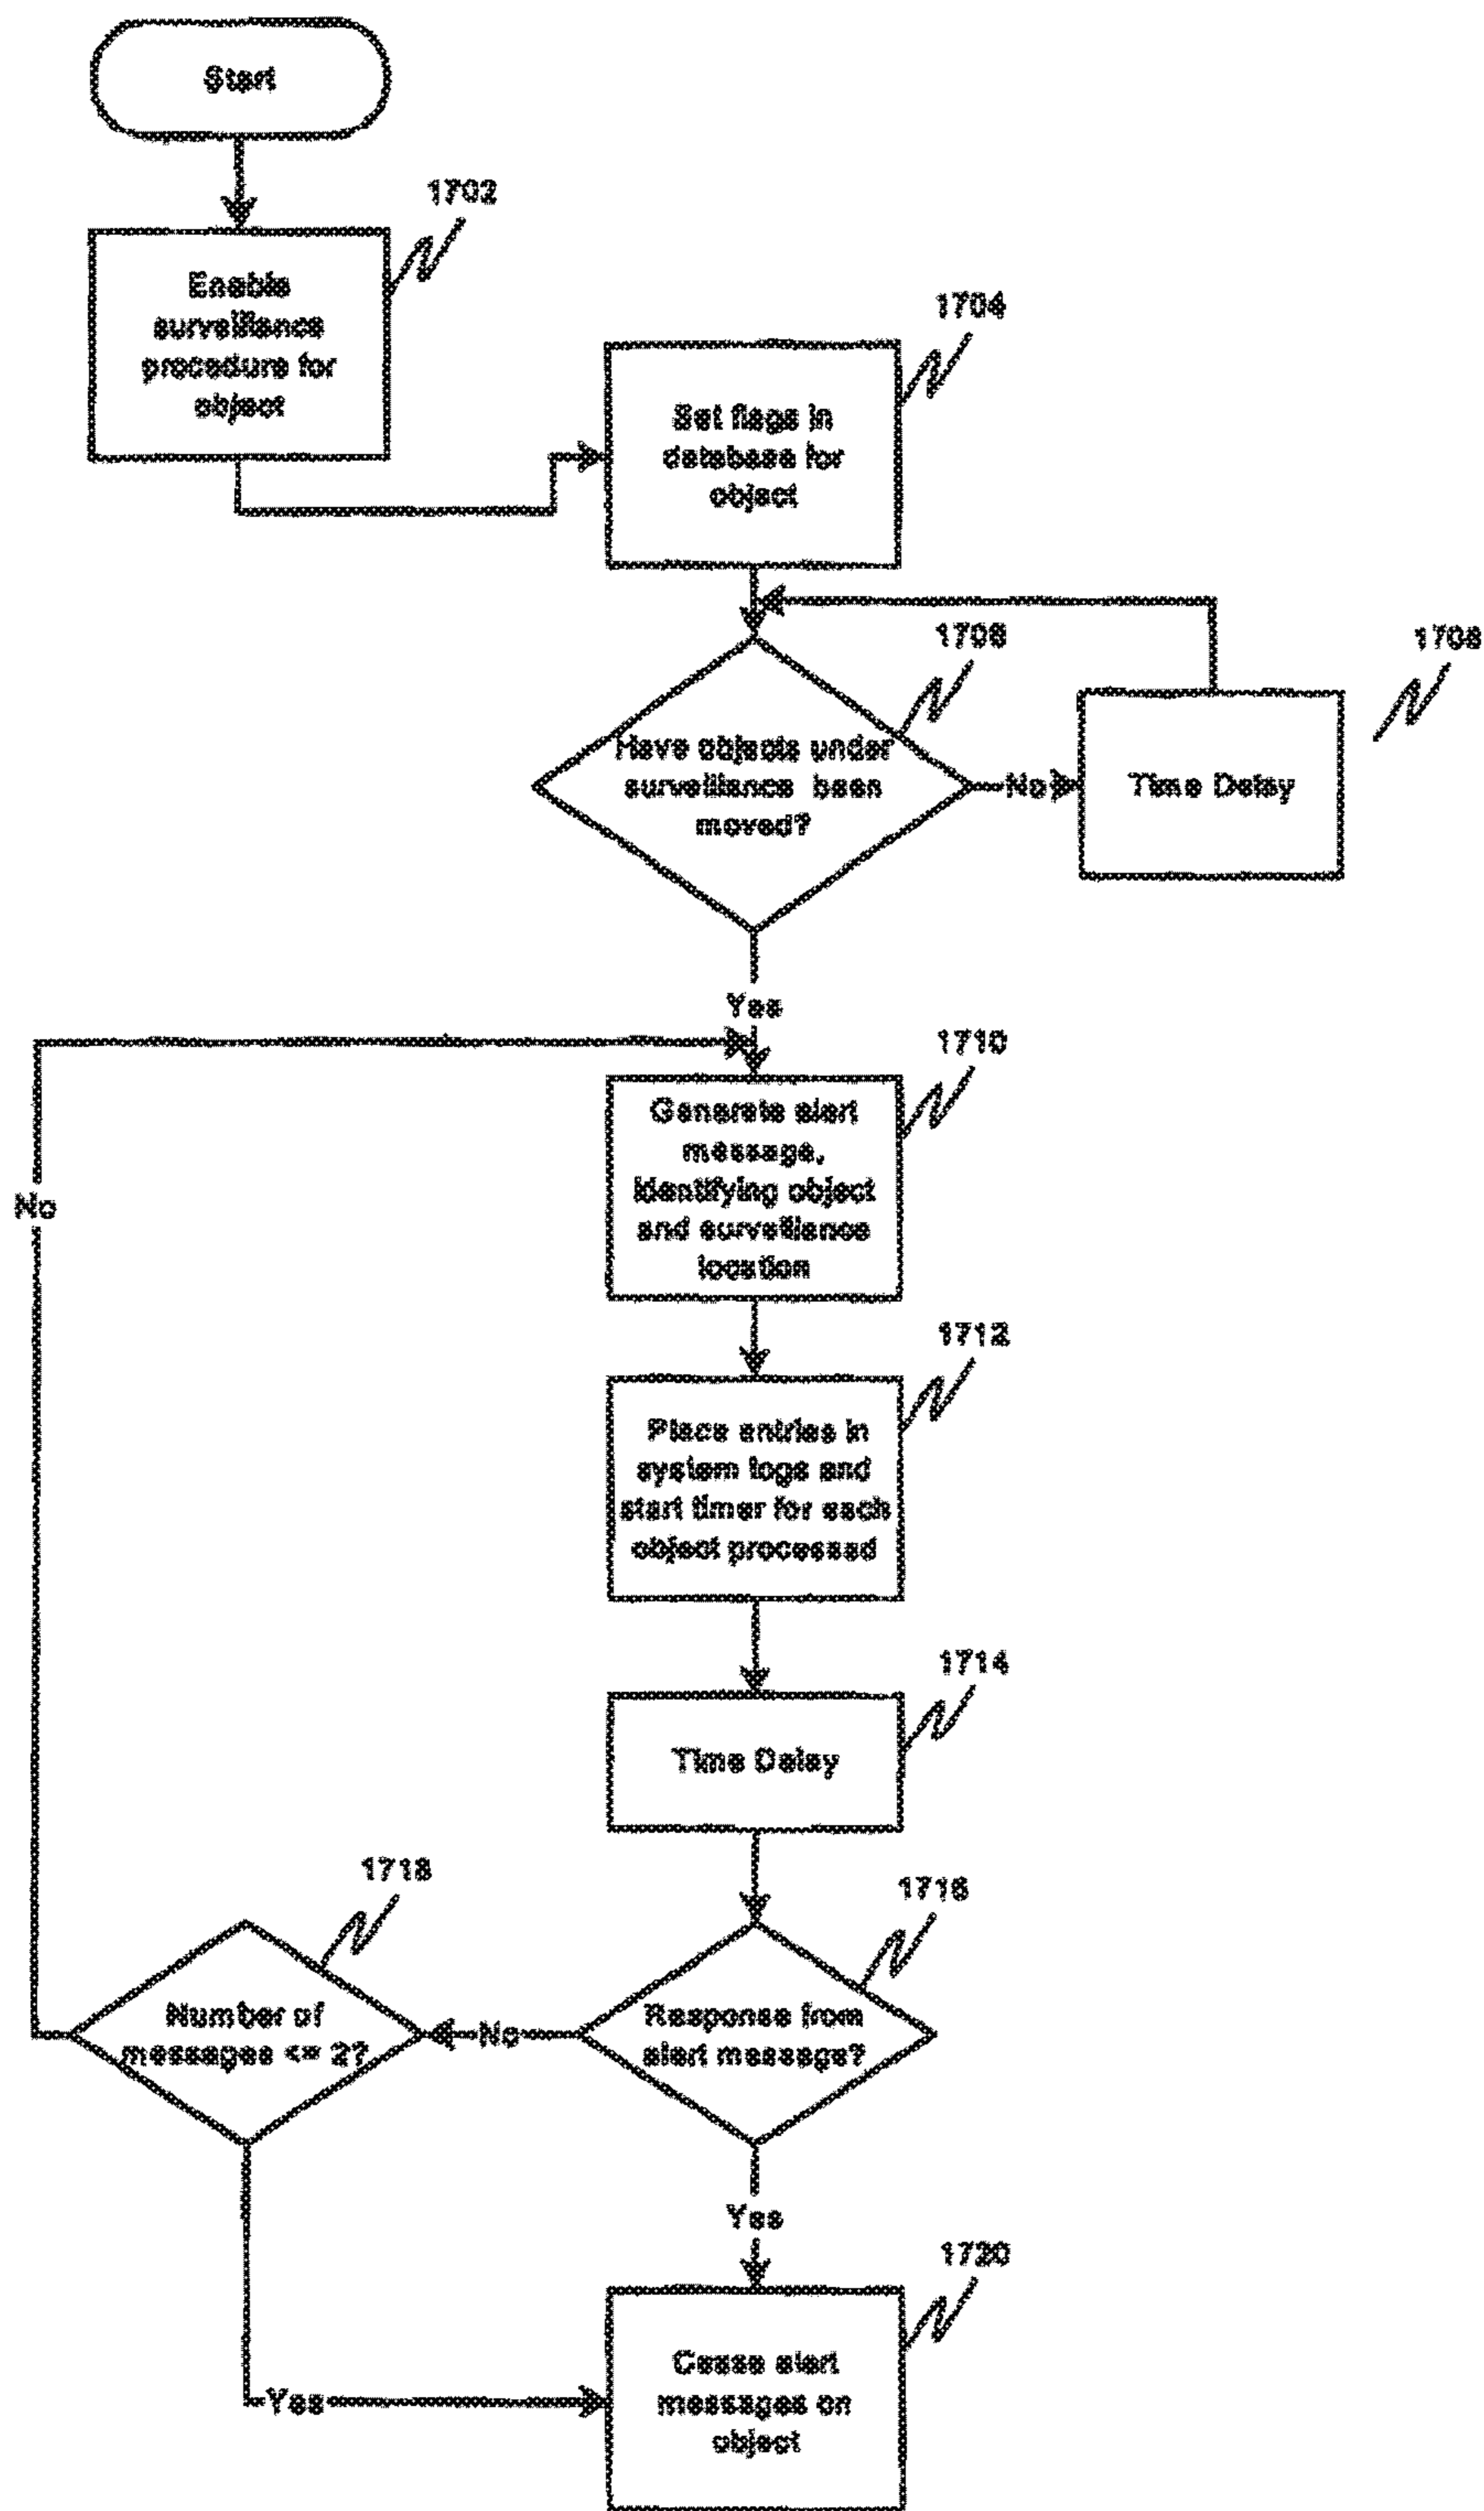 Start
1702
Enable
surveillance
procedure for
object
1704
Set flags in
database for
object
1706
1708
Have objects under
surveillance been
moved?
No
Time Delay
Yes
1710
Generate alert
message,
identifying object
and surveillance
location
No
1712
Place entries in
system logs and
start timer for each
object processed
1714
Time Delay
1718
1716
Number of
messages <= 2?
No
Response from
alert message?
Yes
1720
Cease alert
messages on
object
Yes